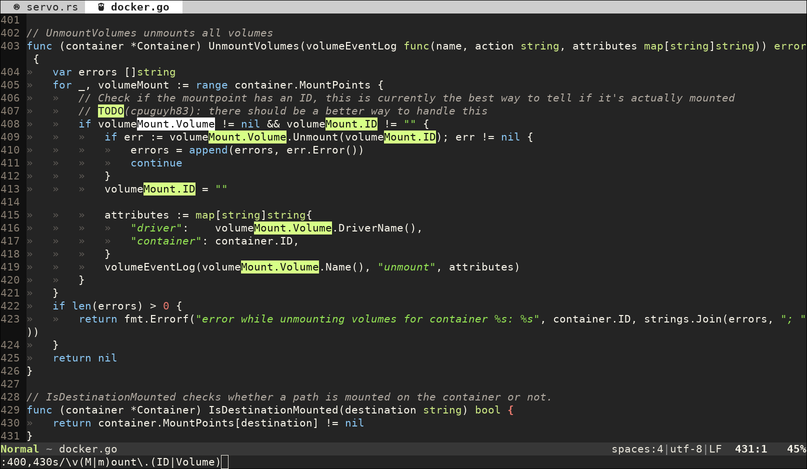 servo.rs docker.go
401
402 // UnmountVolumes unmounts all volumes
403 func (container *Container) UnmountVolumes(volumeEventLog func(name, action string, attributes map[string]string)) error
{
404 » var errors []string
405 » for _, volumeMount := range container.MountPoints {
406 » » // Check if the mountpoint has an ID, this is currently the best way to tell if it's actually mounted
407 » » // TODO(cpuguyh83): there should be a better way to handle this
408 » » if volumeMount.Volume != nil && volumeMount.ID != "" {
409 » » » if err := volumeMount.Volume.Unmount(volumeMount.ID); err != nil {
410 » » » » errors = append(errors, err.Error())
411 » » » » continue
412 » » » }
413 » » » volumeMount.ID = ""
414
415 » » » attributes := map[string]string{
416 » » » » "driver": volumeMount.Volume.DriverName(),
417 » » » » "container": container.ID,
418 » » » }
419 » » » volumeEventLog(volumeMount.Volume.Name(), "unmount", attributes)
420 » » }
421 » }
422 » if len(errors) > 0 {
423 » » return fmt.Errorf("error while unmounting volumes for container %s: %s", container.ID, strings.Join(errors, "; "
))
424 » }
425 » return nil
426 }
427
428 // IsDestinationMounted checks whether a path is mounted on the container or not.
429 func (container *Container) IsDestinationMounted(destination string) bool {
430 » return container.MountPoints[destination] != nil
431 }
Normal ~ docker.go spaces:4|utf-8|LF 431:1 45%
:400,430s/\v(M|m)ount\.(ID|Volume)